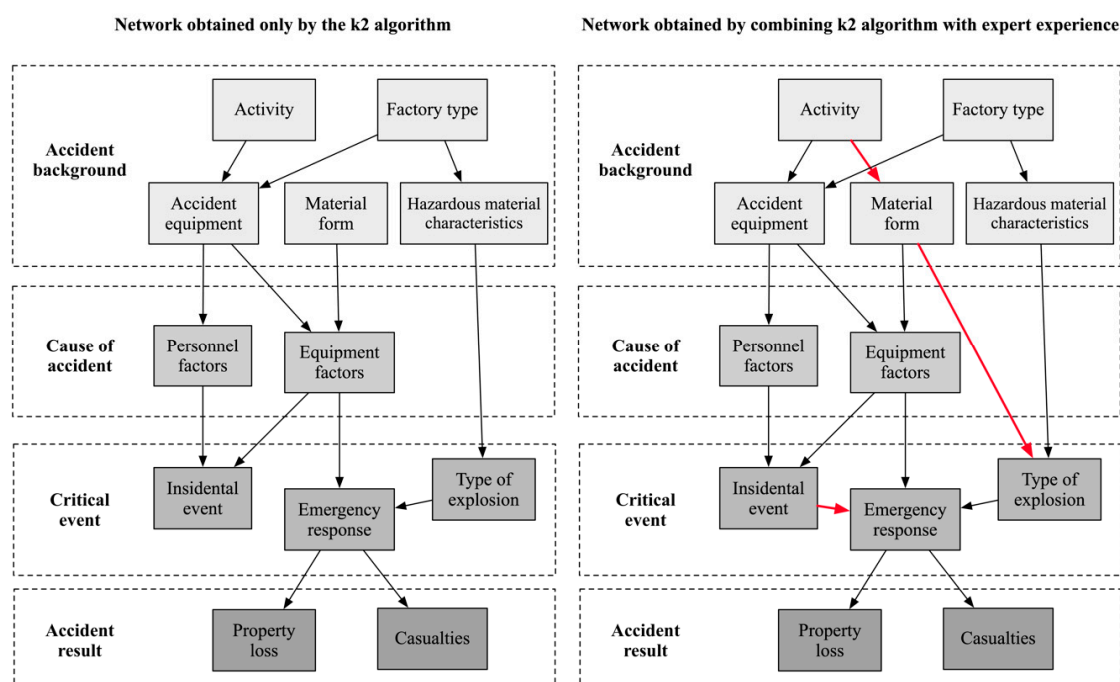 Network obtained only by the k2 algorithm
Accident
background
Activity
Factory type
Accident
equipment
Material
form
Hazardous material
characteristics
Cause of
accident
Personnel
factors
Equipment
factors
Critical
event
Insidental
event
Emergency
response
Type of
explosion
Accident
result
Property
loss
Casualties
Network obtained by combining k2 algorithm with expert experience
Accident
background
Activity
Factory type
Accident
equipment
Material
form
Hazardous material
characteristics
Cause of
accident
Personnel
factors
Equipment
factors
Critical
event
Insidental
event
Emergency
response
Type of
explosion
Accident
result
Property
loss
Casualties